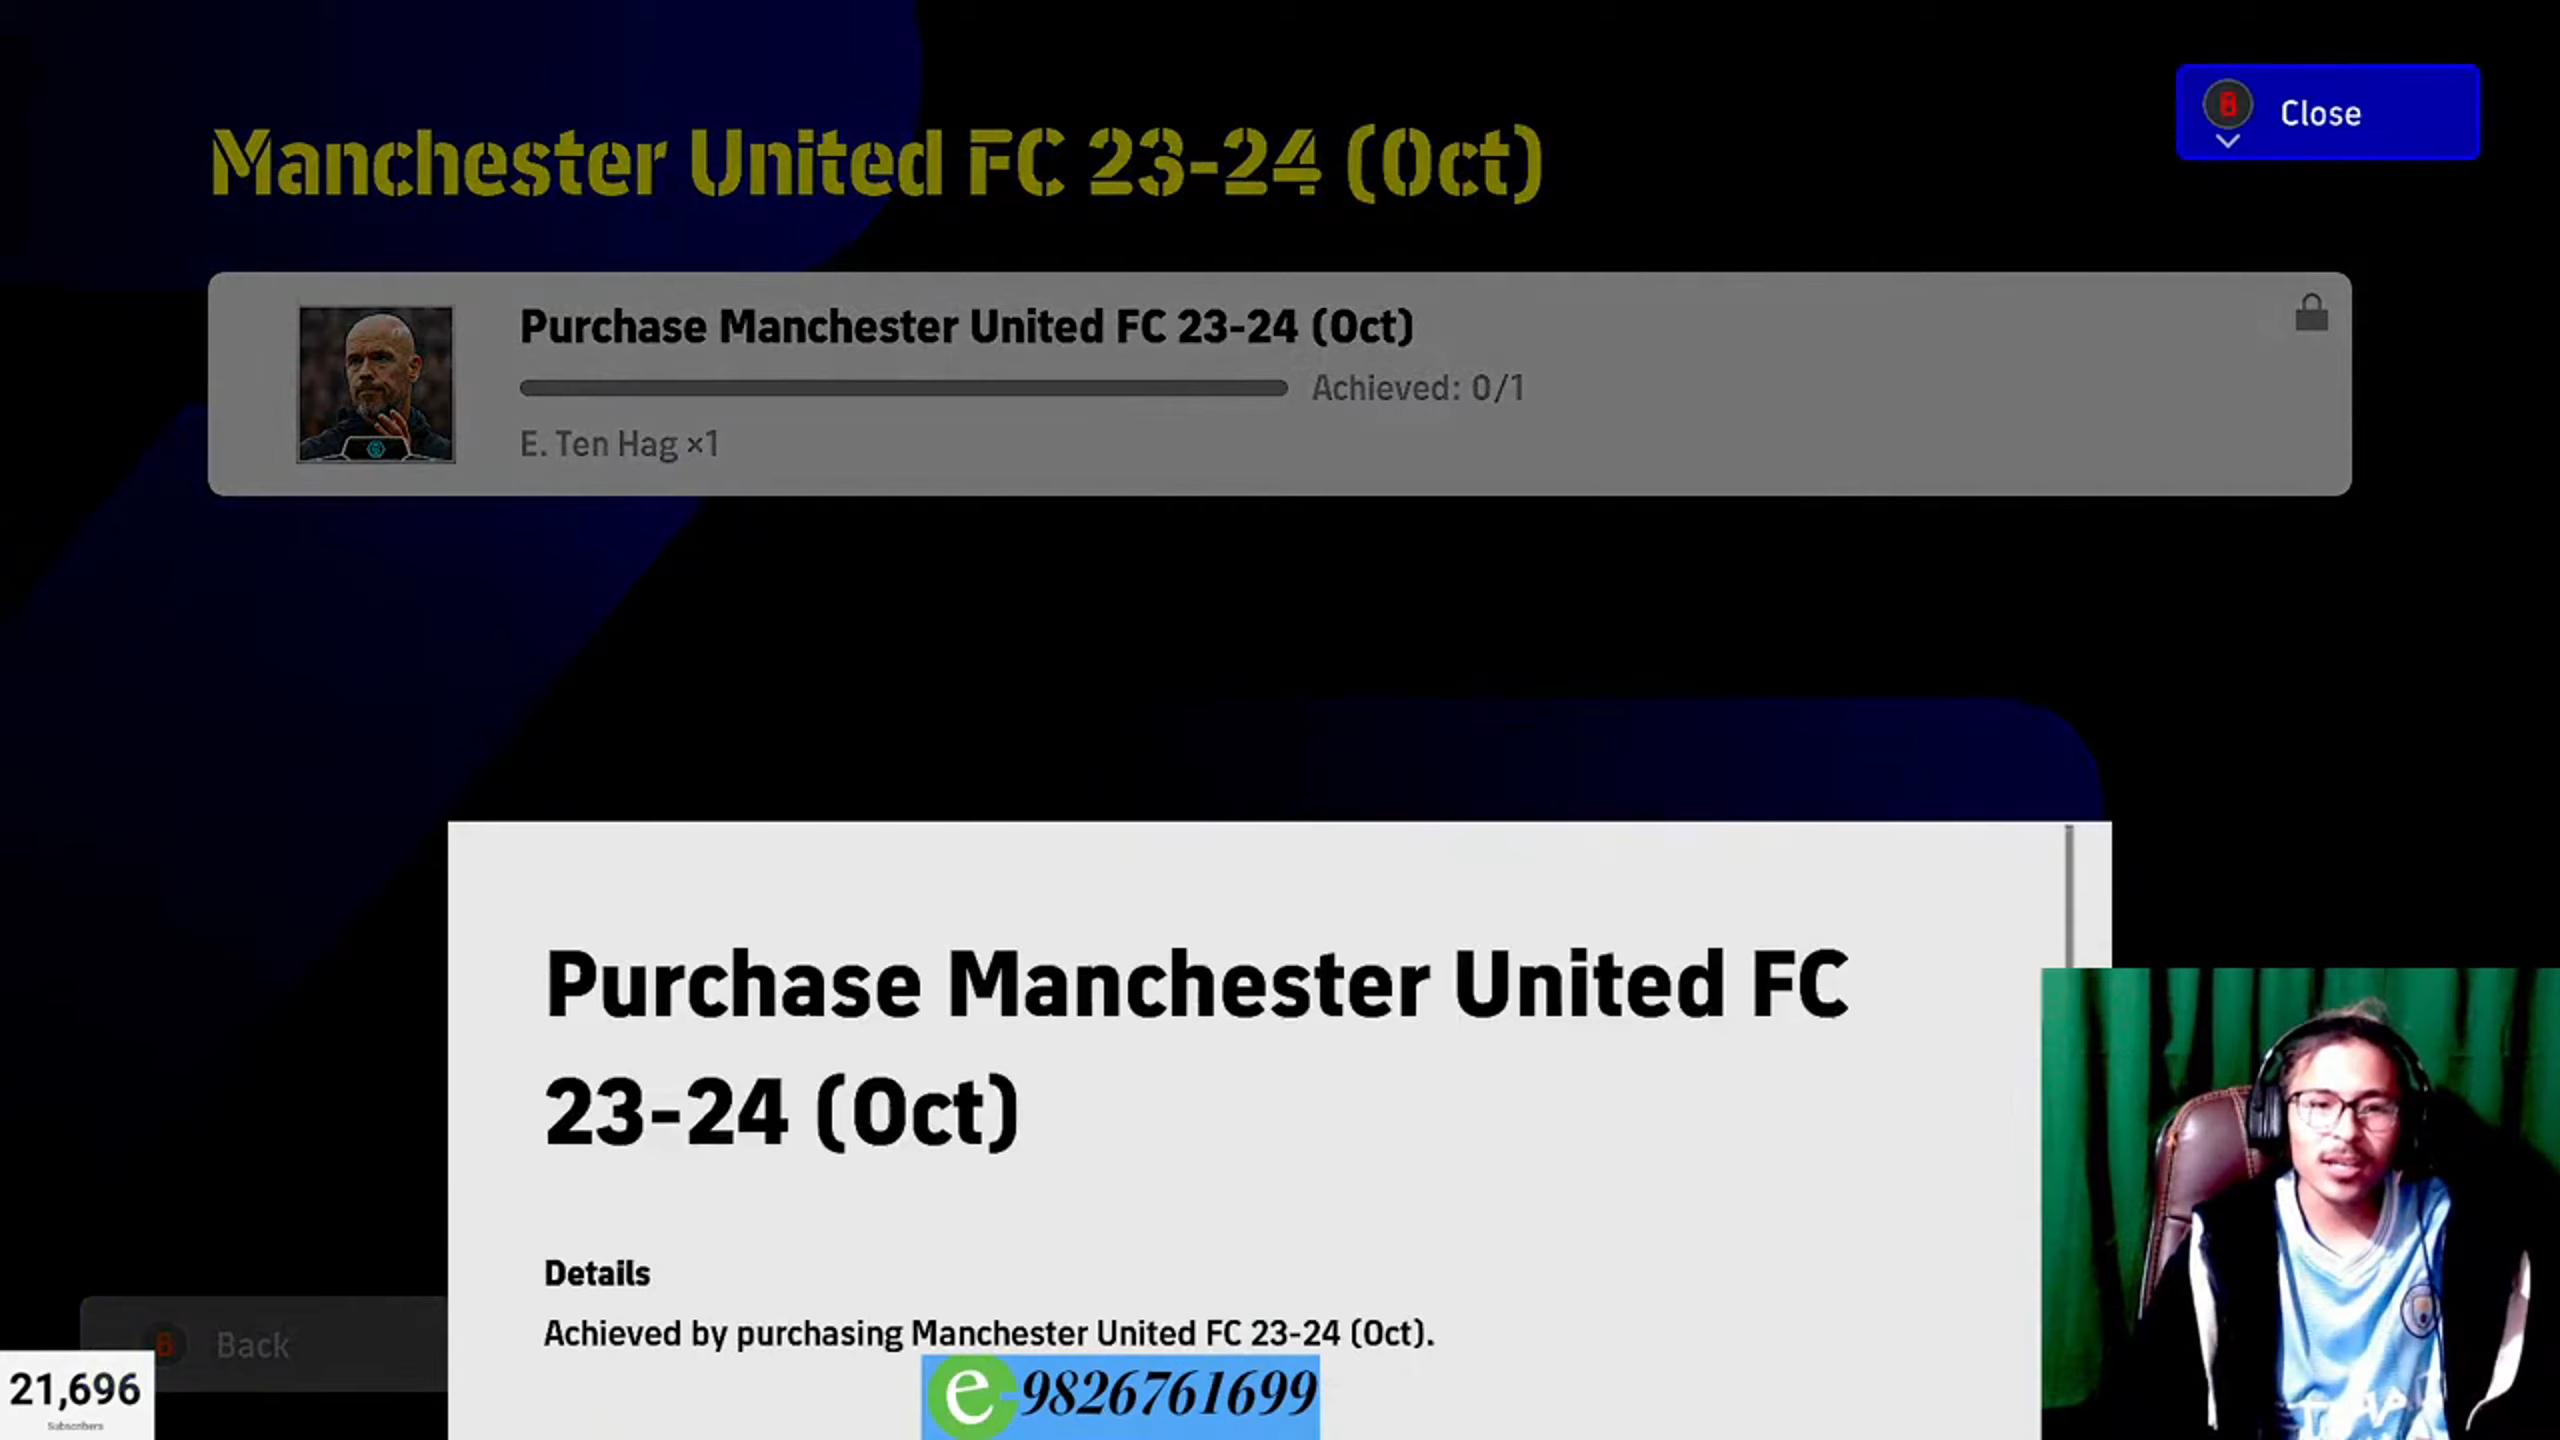 B Close
Manchester United FC 23-24 (Oct)
Purchase Manchester United FC 23-24 (Oct)
Achieved: 0/1
E. Ten Hag ×1
Purchase Manchester United FC
23-24 (Oct)
Details
Achieved by purchasing Manchester United FC 23-24 (Oct).
B Back
21,696
Subscribers
e-9826761699